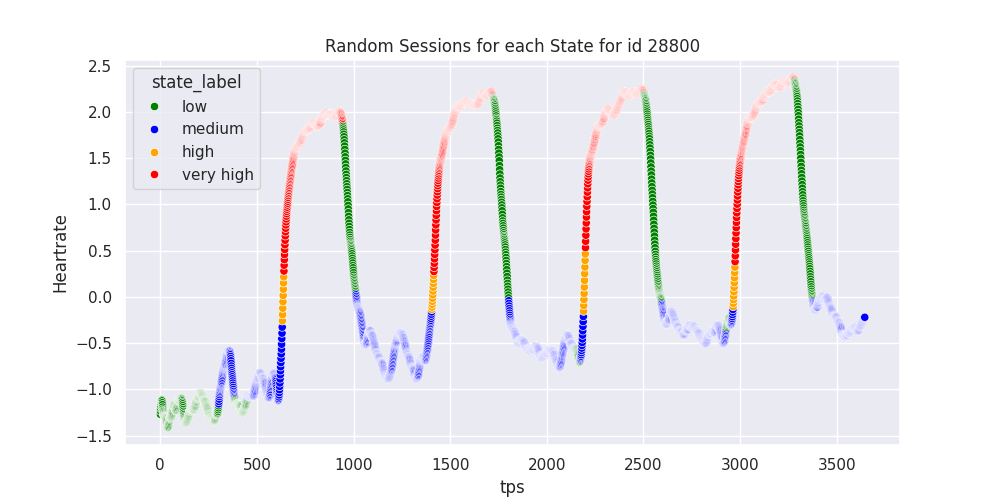 Random Sessions for each State for id 28800
state_label
low
medium
high
very high
Heartrate
2.5
2.0
1.5
1.0
0.5
0.0
−0.5
−1.0
−1.5
0 500 1000 1500 2000 2500 3000 3500
tps